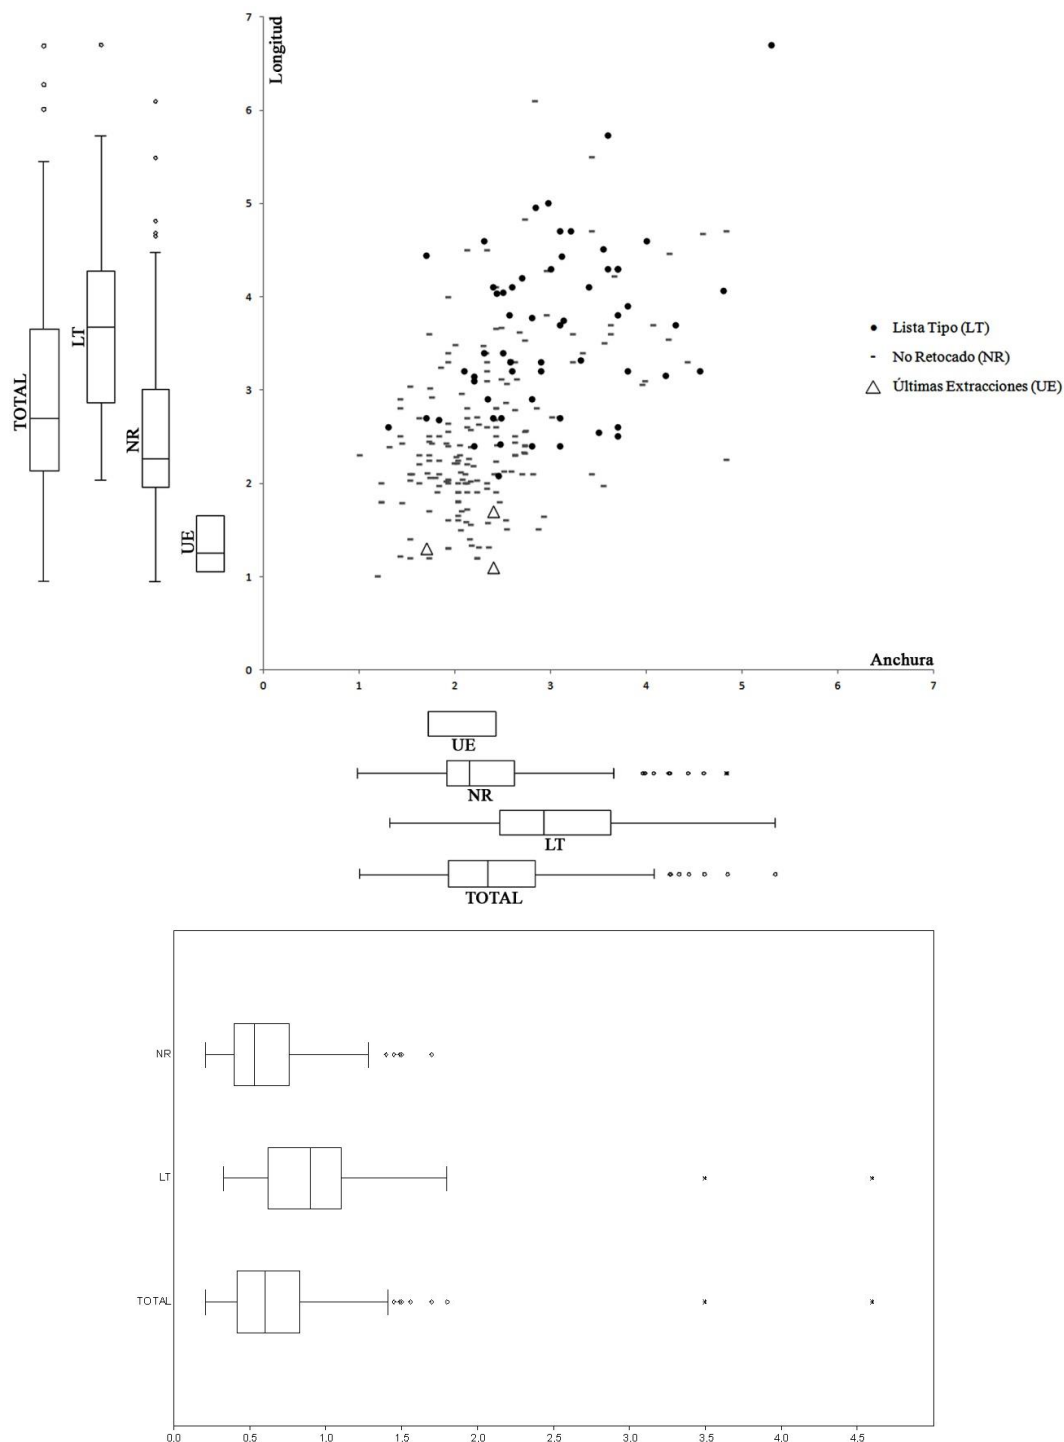 Longitud
7
6
5
4
3
2
1
0
0 1 2 3 4 5 6 7
Anchura
TOTAL
LT
NR
UE
Lista Tipo (LT)
No Retocado (NR)
Últimas Extracciones (UE)
UE
NR
LT
TOTAL
NR
LT
TOTAL
0.0 0.5 1.0 1.5 2.0 2.5 3.0 3.5 4.0 4.5